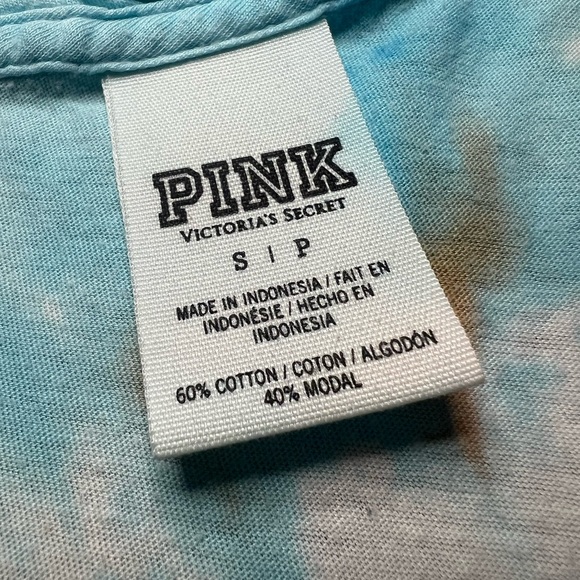 PINK
VICTORIA'S SECRET
S | P
MADE IN INDONESIA / FAIT EN
INDONÉSIE / HECHO EN
INDONESIA
60% COTTON / COTON / ALGODÓN
40% MODAL